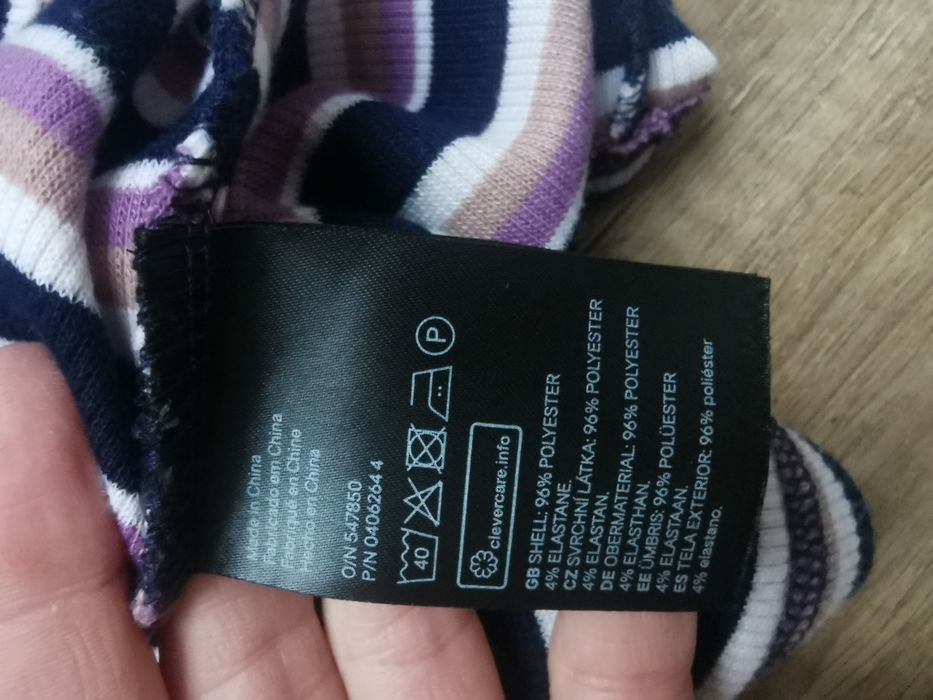 Made in China
Fabricado em China
Fabriqué en Chine
Hecho en China
O/N 547850
P/N 0406264 4
40
P
clevercare.info
GB SHELL: 96% POLYESTER
4% ELASTANE.
CZ SVRCHNÍ LÁTKA: 96% POLYESTER
4% ELASTAN.
DE OBERMATERIAL: 96% POLYESTER
4% ELASTHAN.
EE ÜMBRIS: 96% POLÜESTER
4% ELASTAAN.
ES TELA EXTERIOR: 96% poliéster
4% elastano.